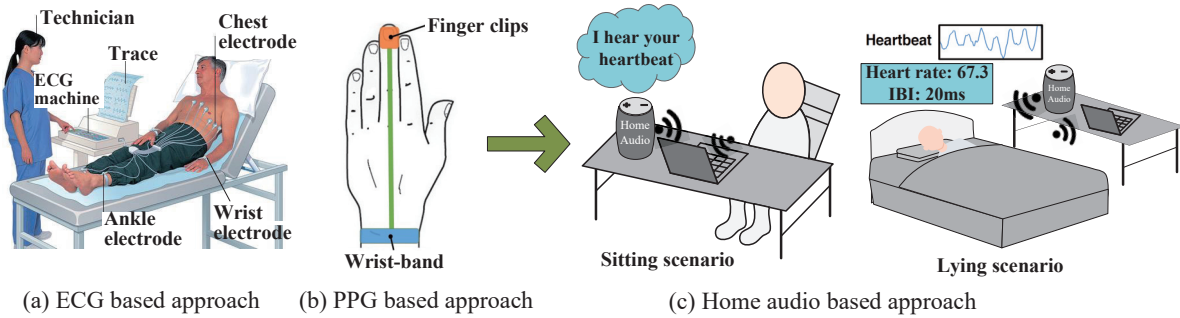 Technician
Trace
Chest
electrode
ECG
machine
Ankle
electrode
Wrist
electrode
(a) ECG based approach
Finger clips
Wrist-band
(b) PPG based approach
I hear your
heartbeat
Home
Audio
Sitting scenario
Heartbeat
Heart rate: 67.3
IBI: 20ms
Home
Audio
Lying scenario
(c) Home audio based approach